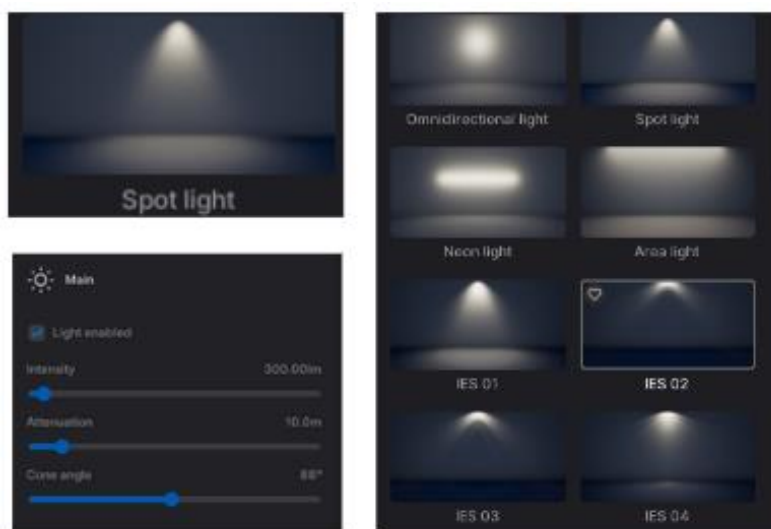 Spot light
Main
Light enabled
Intensity 300.00lm
Attenuation 10.0m
Cone angle 88°
Omnidirectional light Spot light
Neon light Area light
IES 01 IES 02
IES 03 IES 04